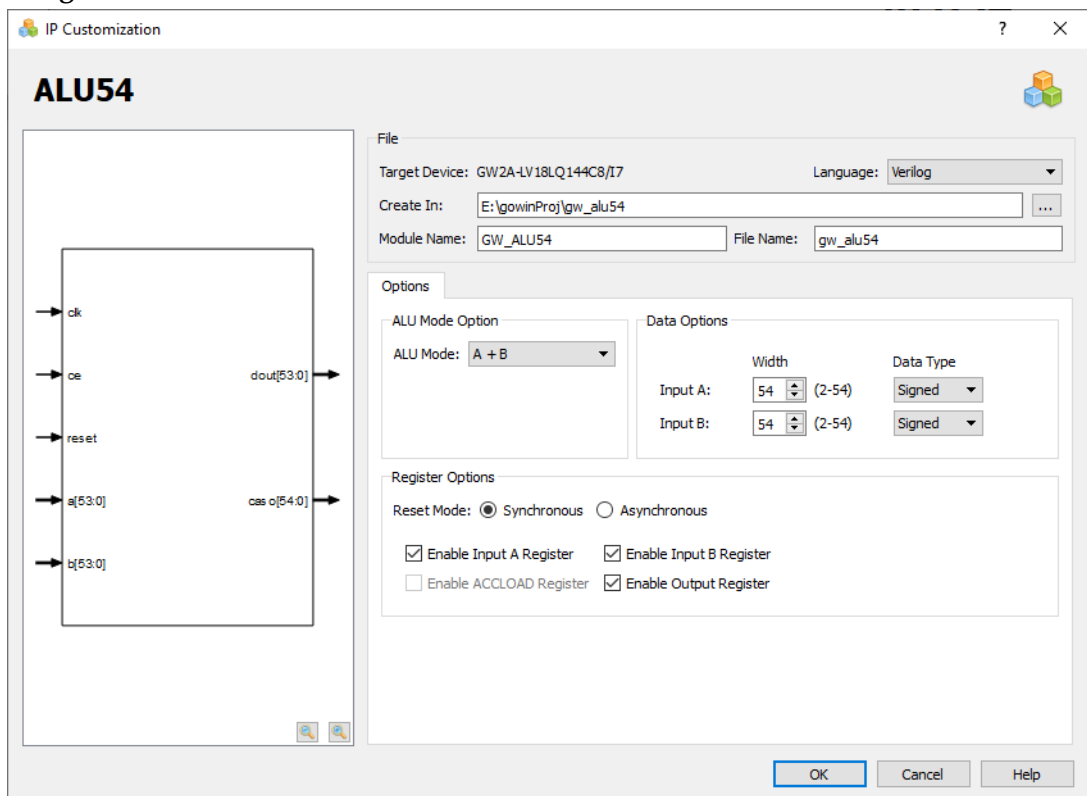 IP Customization
ALU54
clk
ce
reset
a[53:0]
b[53:0]
dout[53:0]
caso[54:0]
File
Target Device: GW2A-LV18LQ144C8/I7 Language: Verilog
Create In: E:\gowinProj\gw_alu54 ...
Module Name: GW_ALU54 File Name: gw_alu54
Options
ALU Mode Option
ALU Mode: A + B
Data Options
Width Data Type
Input A: 54 (2-54) Signed
Input B: 54 (2-54) Signed
Register Options
Reset Mode: Synchronous Asynchronous
Enable Input A Register Enable Input B Register
Enable ACCLOAD Register Enable Output Register
OK Cancel Help